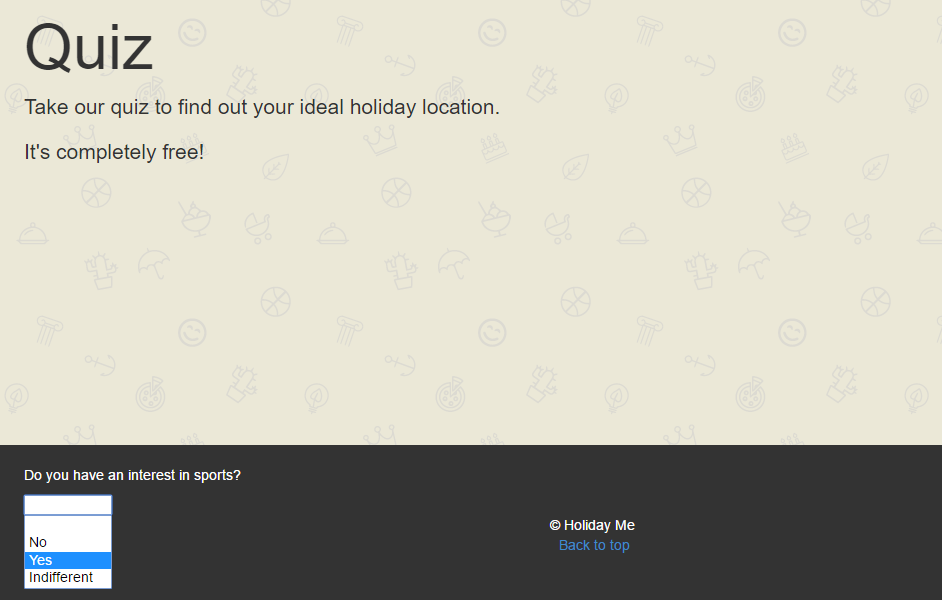 Quiz
Take our quiz to find out your ideal holiday location.
It's completely free!
Do you have an interest in sports?
No
Yes
Indifferent
© Holiday Me
Back to top